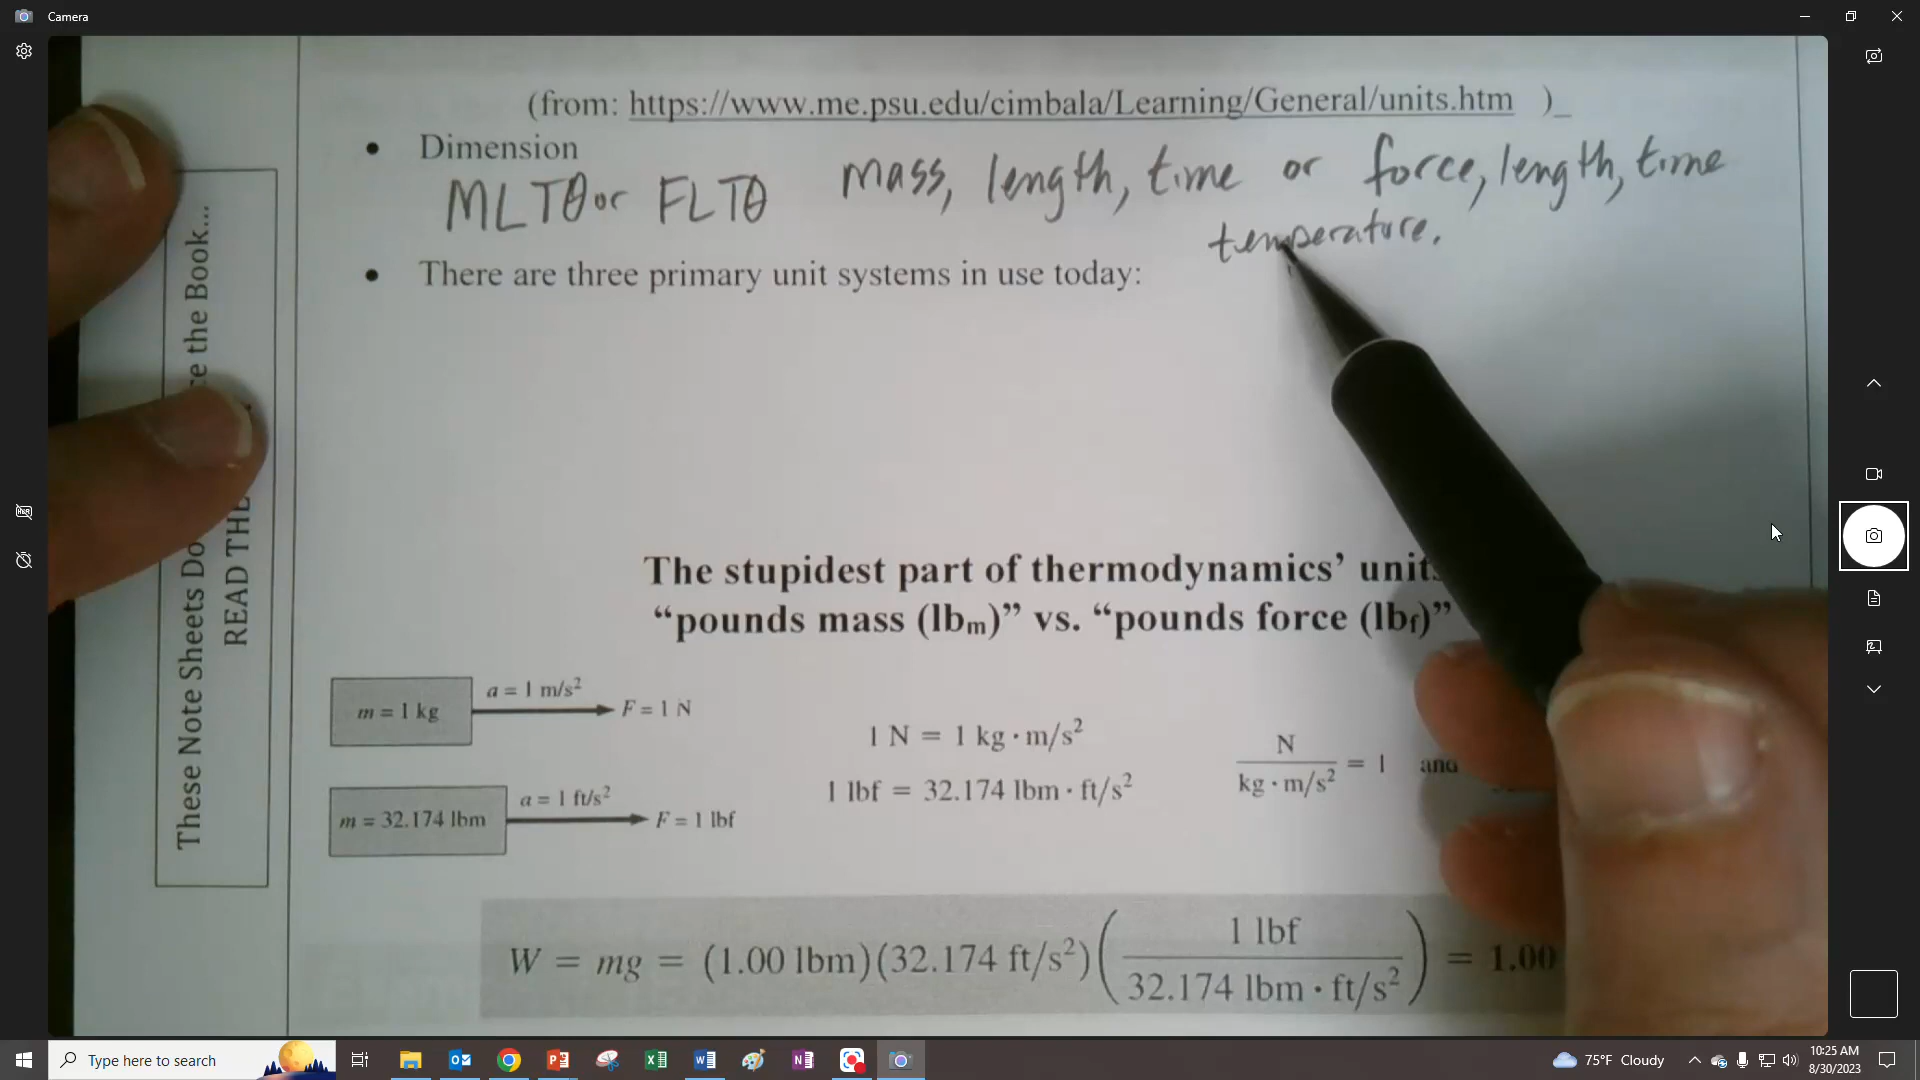 Camera
(from: https://www.me.psu.edu/cimbala/Learning/General/units.htm )_
• Dimension
MLTθ or FLTθ mass, length, time or force, length, time
temperature.
• There are three primary unit systems in use today:
These Note Sheets Do
ce the Book...
READ THE
The stupidest part of thermodynamics' unit
"pounds mass (lbm)" vs. "pounds force (lbf)"
m = 1 kg
a = 1 m/s²
F = 1 N
m = 32.174 lbm
a = 1 ft/s²
F = 1 lbf
1 N = 1 kg · m/s²
1 lbf = 32.174 lbm · ft/s²
N / kg · m/s² = 1 and
W = mg = (1.00 lbm)(32.174 ft/s²)(1 lbf / 32.174 lbm · ft/s²) = 1.00
Type here to search
75°F Cloudy
10:25 AM
8/30/2023